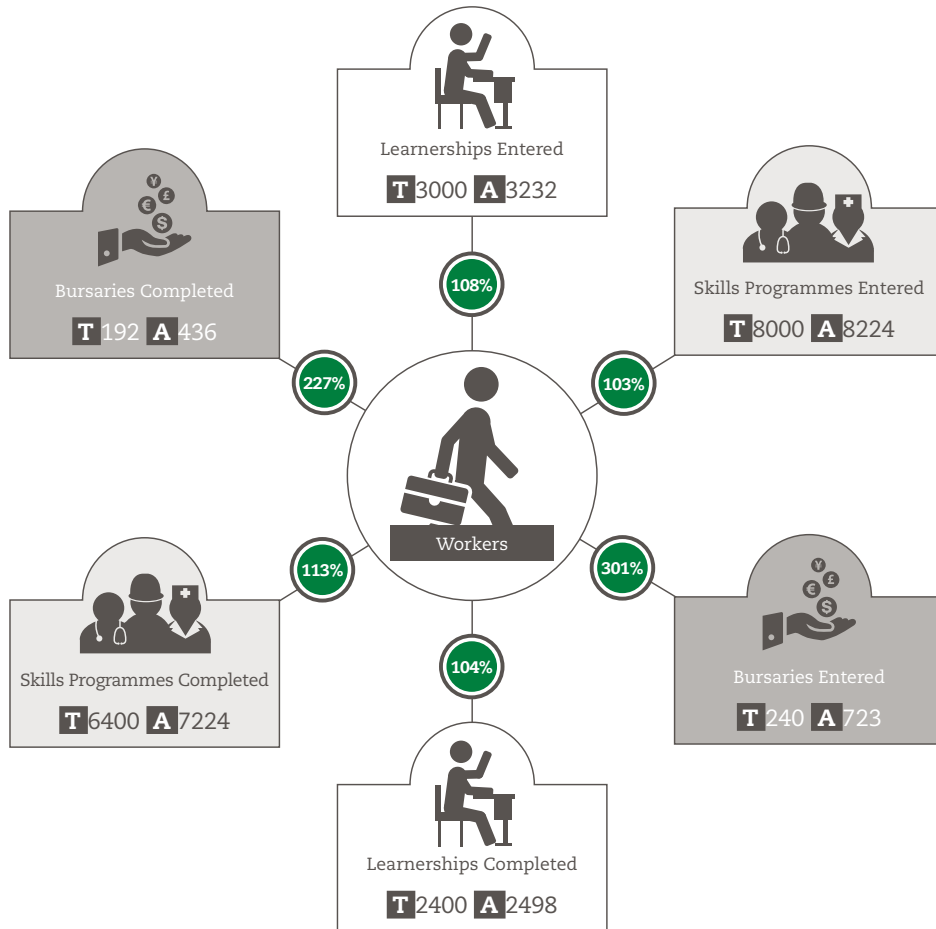 Learnerships Entered
T 3000 A 3232
108%
Bursaries Completed
T 192 A 436
227%
Skills Programmes Entered
T 8000 A 8224
103%
Workers
Skills Programmes Completed
T 6400 A 7224
113%
Bursaries Entered
T 240 A 723
301%
104%
Learnerships Completed
T 2400 A 2498
¥
£
€
$
¥
£
€
$